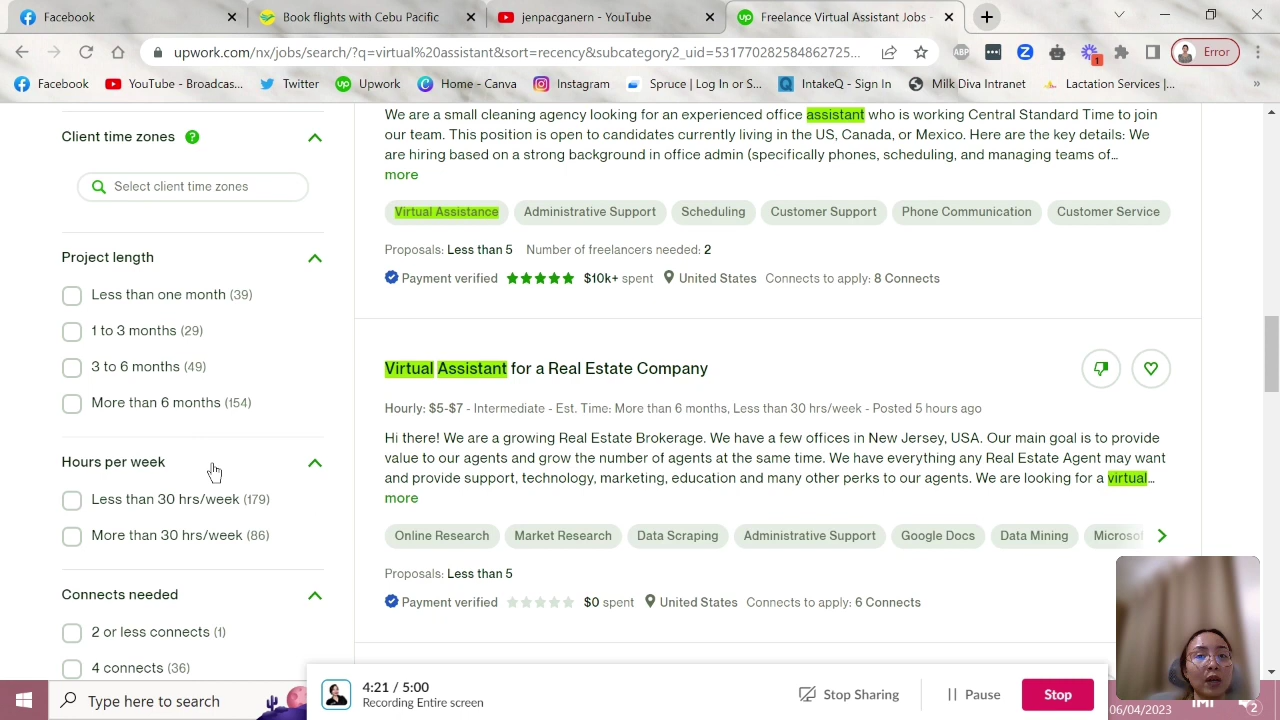 Facebook
Book flights with Cebu Pacific
jenpacgnern - YouTube
Freelance Virtual Assistants -
upwork.com/nx/jobs/search/?q=virtual%20assistant&sort=recency&subcategory2_uid=531770282584862725...
ABP
1
Error
Facebook
YouTube - Broadcas...
Twitter
Upwork
Home - Canva
Instagram
Spruce | Log In or S...
IntakeQ - Sign In
Milk Diva Instant D...
Lactation Services |...
»
Client time zones ?
Select client time zones
Project length
Less than one month (39)
1 to 3 months (29)
3 to 6 months (49)
More than 6 months (154)
Hours per week
Less than 30 hrs/week (179)
More than 30 hrs/week (86)
Connects needed
2 or less connects (1)
4 connects (36)
We are a small cleaning agency looking for an experienced office assistant who is working Central Standard Time to join
our team. This position is open to candidates currently living in the US, Canada, or Mexico. Here are the key details: We
are hiring based on a strong background in office admin (specifically phones, scheduling, and managing teams of...
more
Virtual Assistance
Administrative Support
Scheduling
Customer Support
Phone Communication
Customer Service
Proposals: Less than 5 Number of freelancers needed: 2
Payment verified $10k+ spent United States Connects to apply: 8 Connects
Virtual Assistant for a Real Estate Company
Hourly: $5-$7 - Intermediate - Est. Time: More than 6 months, Less than 30 hrs/week - Posted 5 hours ago
Hi there! We are a growing Real Estate Brokerage. We have a few offices in New Jersey, USA. Our main goal is to provide
value to our agents and grow the number of agents at the same time. We have everything any Real Estate Agent may want
and provide support, technology, marketing, education and many other perks to our agents. We are looking for a virtual...
more
Online Research
Market Research
Data Scraping
Administrative Support
Google Docs
Data Mining
Microsof
Proposals: Less than 5
Payment verified $0 spent United States Connects to apply: 6 Connects
4:21 / 5:00
Recording Entire screen
Stop Sharing
Pause
Stop
Type here to search
06/04/2023
2